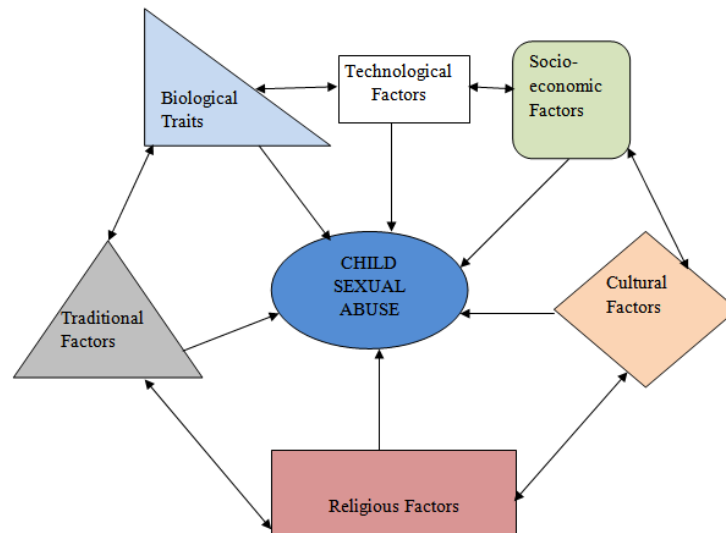 Technological
Factors
Socio-
economic
Factors
Biological
Traits
CHILD
SEXUAL
ABUSE
Cultural
Factors
Traditional
Factors
Religious Factors